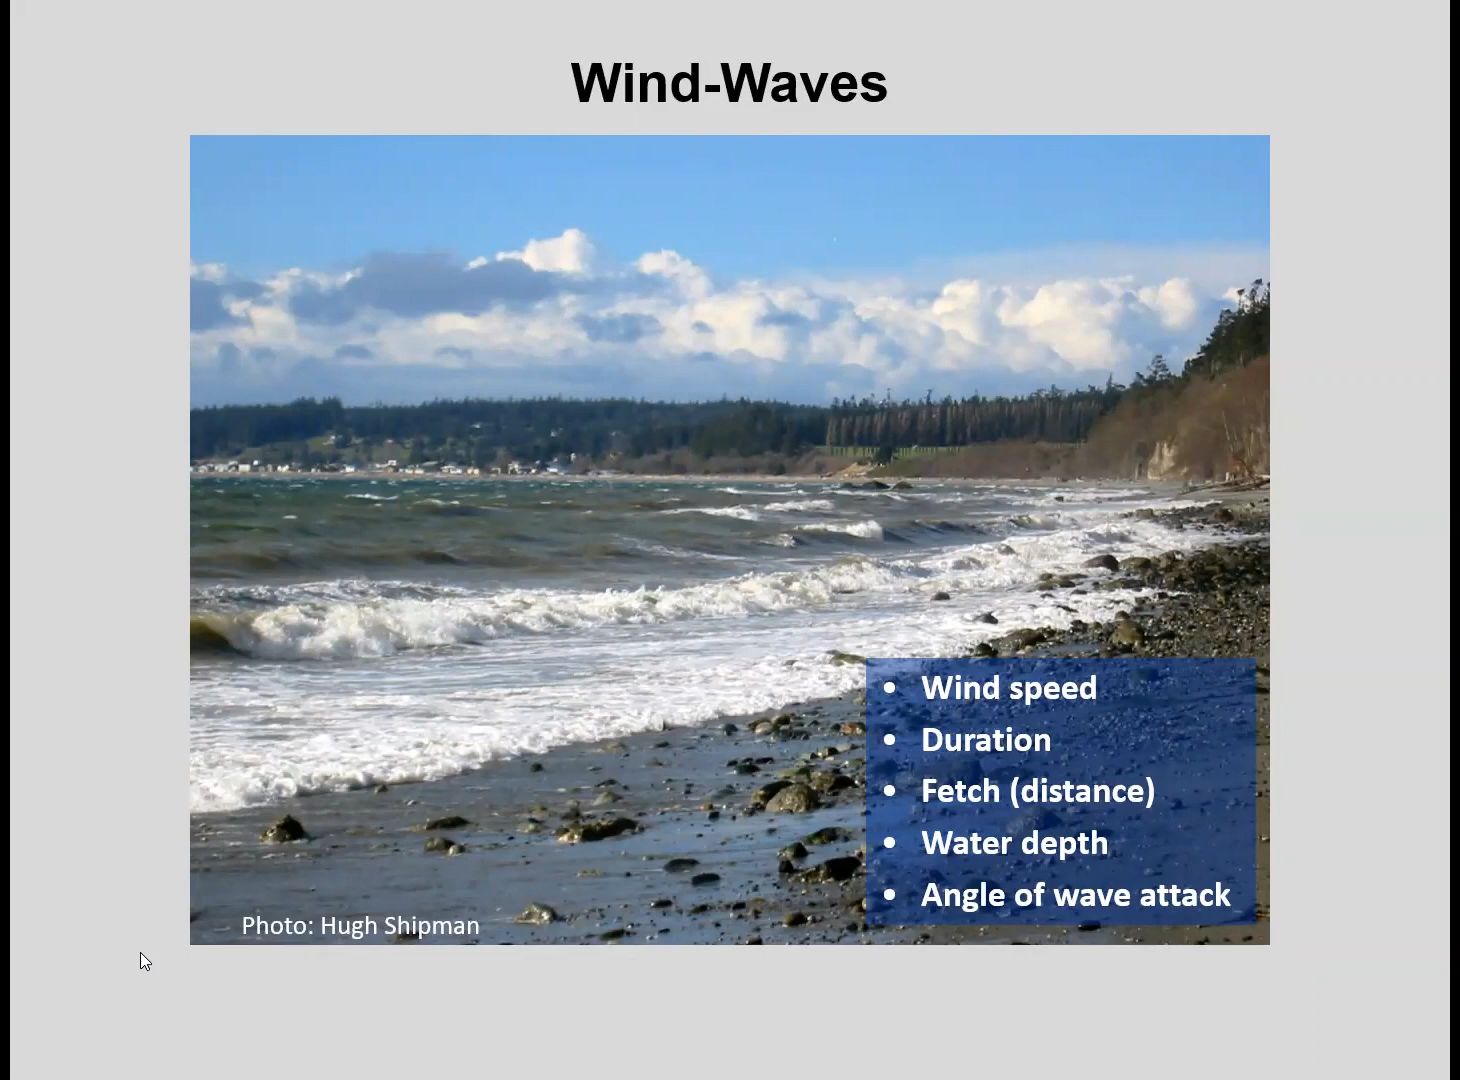 Wind-Waves
• Wind speed
• Duration
• Fetch (distance)
• Water depth
• Angle of wave attack
Photo: Hugh Shipman